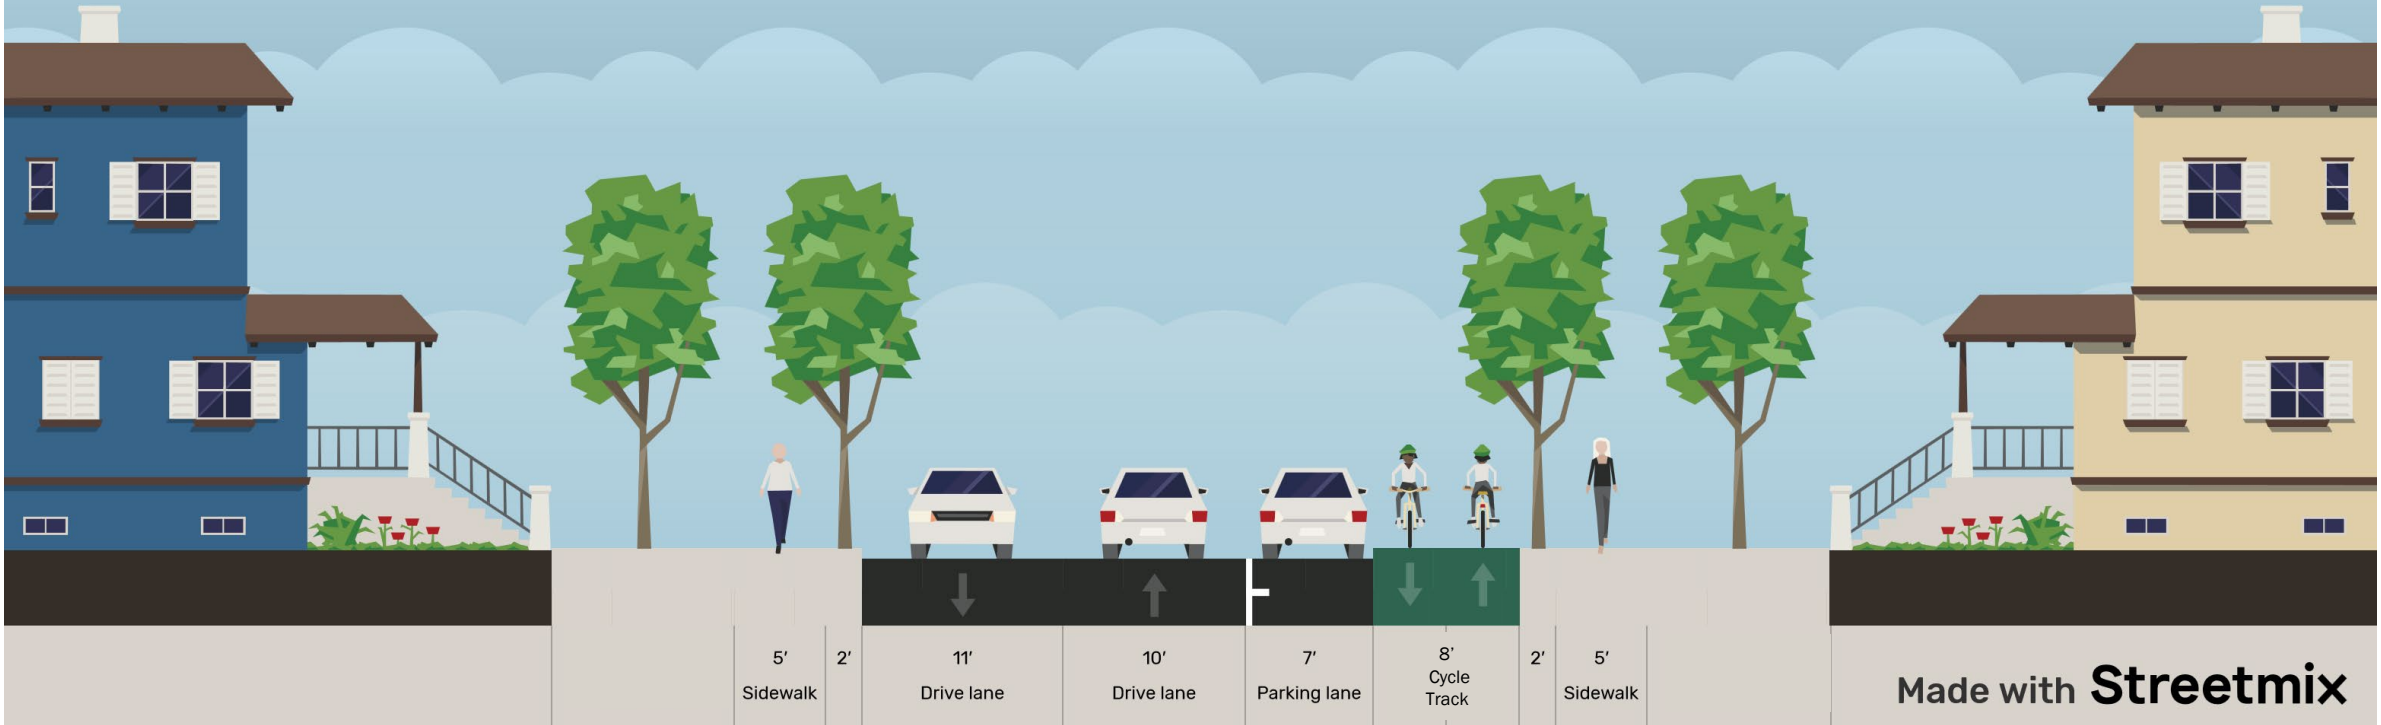 5' 2' 11' 10' 7' 8' 2' 5'
Sidewalk Drive lane Drive lane Parking lane Cycle Sidewalk
Track
Made with Streetmix